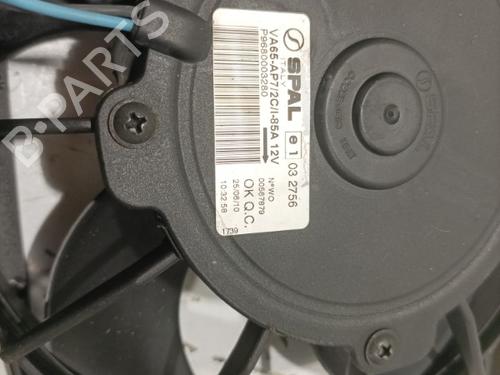 SPAL
ITALY
VA65-AP7/2C/I-85A 12V
P9680003280
e1 03 2756
N°WO
00567879
OK Q.C.
25/06/10
10:32:58
1739
B-PARTS